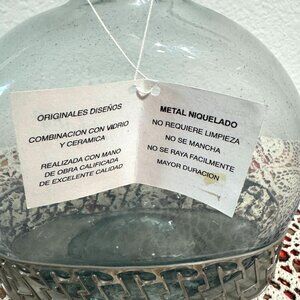 ORIGINALES DISEÑOS
COMBINACION CON VIDRIO
Y CERAMICA
REALIZADA CON MANO
DE OBRA CALIFICADA
DE EXCELENTE CALIDAD
METAL NIQUELADO
NO REQUIERE LIMPIEZA
NO SE MANCHA
NO SE RAYA FACILMENTE
MAYOR DURACION